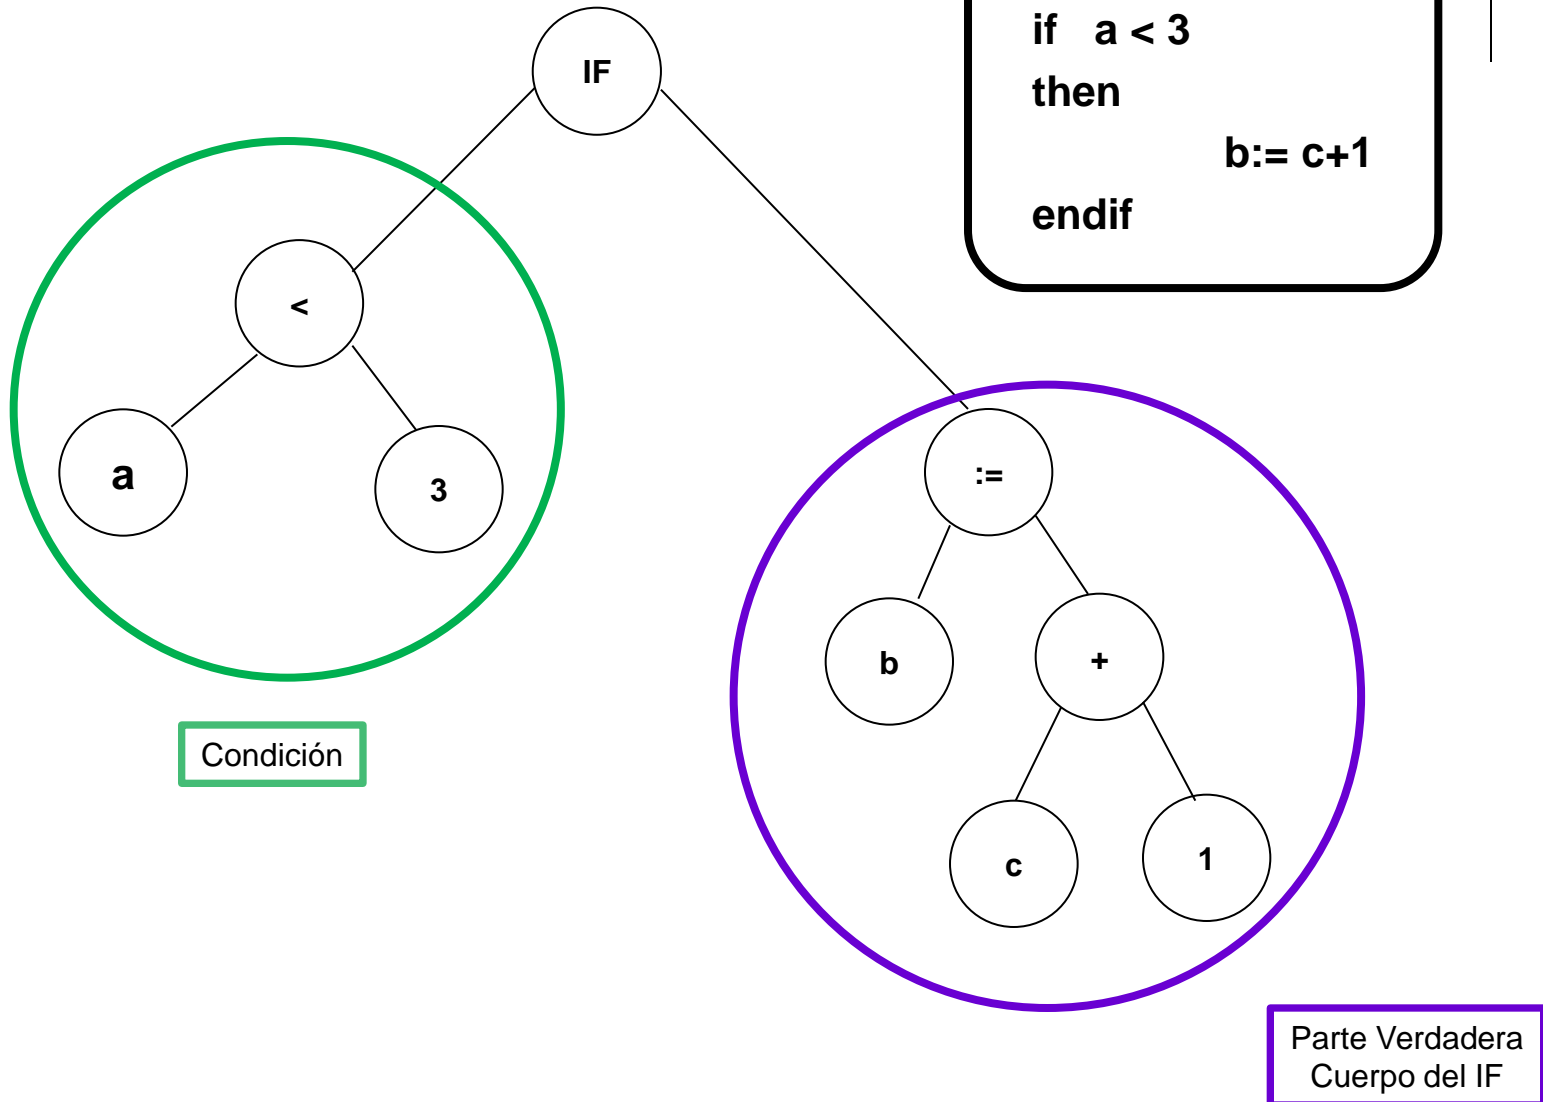 if a < 3
then
b:= c+1
endif
IF
<
a
3
:=
b
+
c
1
Condición
Parte Verdadera
Cuerpo del IF